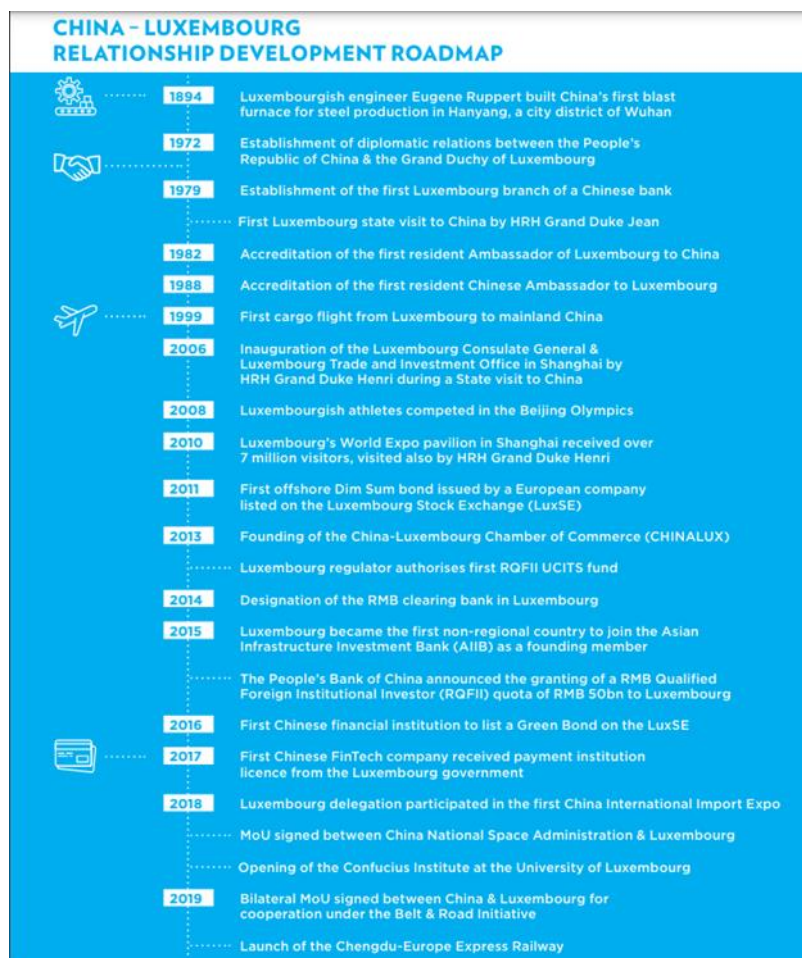 CHINA – LUXEMBOURG
RELATIONSHIP DEVELOPMENT ROADMAP
1894
Luxembourgish engineer Eugene Ruppert built China's first blast
furnace for steel production in Hanyang, a city district of Wuhan
1972
Establishment of diplomatic relations between the People's
Republic of China & the Grand Duchy of Luxembourg
1979
Establishment of the first Luxembourg branch of a Chinese bank
First Luxembourg state visit to China by HRH Grand Duke Jean
1982
Accreditation of the first resident Ambassador of Luxembourg to China
1988
Accreditation of the first resident Chinese Ambassador to Luxembourg
1999
First cargo flight from Luxembourg to mainland China
2006
Inauguration of the Luxembourg Consulate General &
Luxembourg Trade and Investment Office in Shanghai by
HRH Grand Duke Henri during a State visit to China
2008
Luxembourgish athletes competed in the Beijing Olympics
2010
Luxembourg's World Expo pavilion in Shanghai received over
7 million visitors, visited also by HRH Grand Duke Henri
2011
First offshore Dim Sum bond issued by a European company
listed on the Luxembourg Stock Exchange (LuxSE)
2013
Founding of the China-Luxembourg Chamber of Commerce (CHINALUX)
Luxembourg regulator authorises first RQFII UCITS fund
2014
Designation of the RMB clearing bank in Luxembourg
2015
Luxembourg became the first non-regional country to join the Asian
Infrastructure Investment Bank (AIIB) as a founding member
The People's Bank of China announced the granting of a RMB Qualified
Foreign Institutional Investor (RQFII) quota of RMB 50bn to Luxembourg
2016
First Chinese financial institution to list a Green Bond on the LuxSE
2017
First Chinese FinTech company received payment institution
licence from the Luxembourg government
2018
Luxembourg delegation participated in the first China International Import Expo
MoU signed between China National Space Administration & Luxembourg
Opening of the Confucius Institute at the University of Luxembourg
2019
Bilateral MoU signed between China & Luxembourg for
cooperation under the Belt & Road Initiative
Launch of the Chengdu-Europe Express Railway